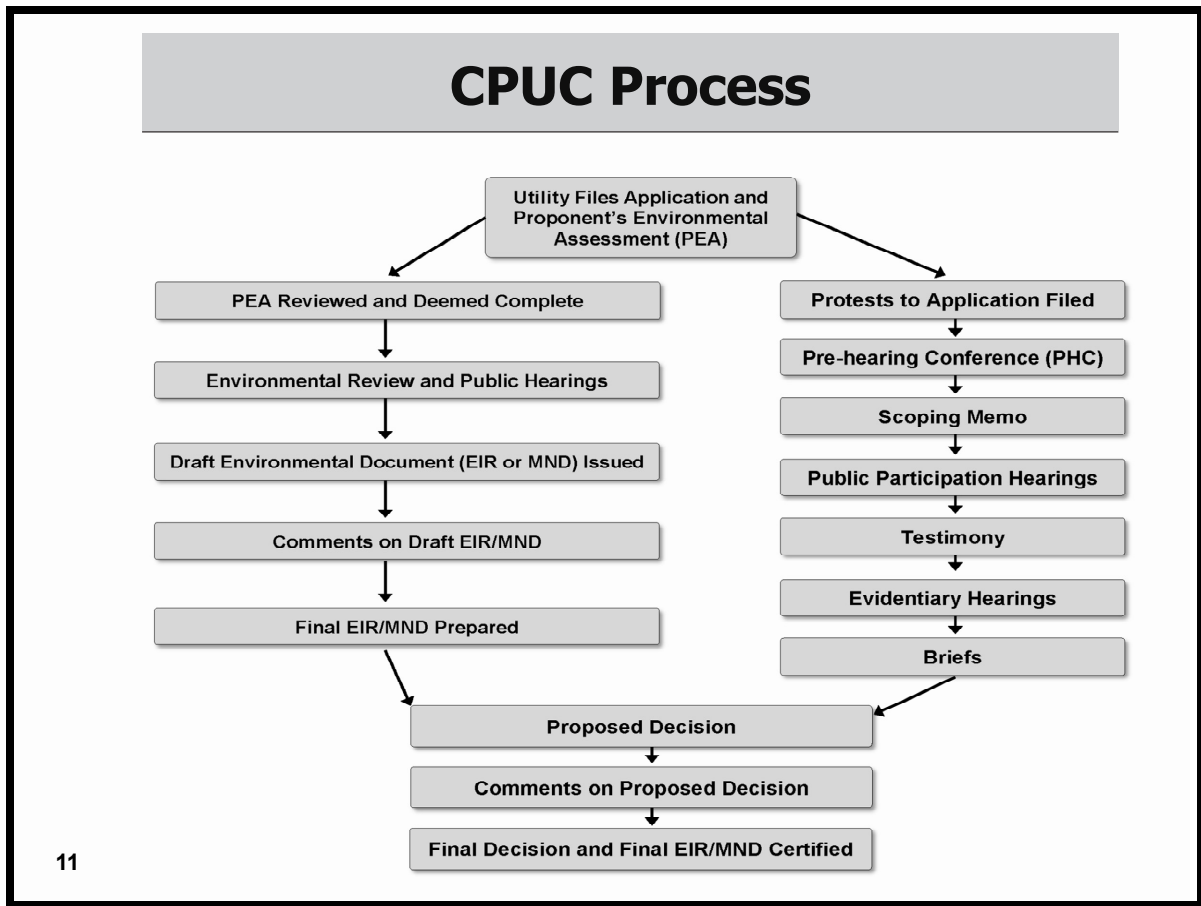 CPUC Process
Utility Files Application and
Proponent’s Environmental
Assessment (PEA)
PEA Reviewed and Deemed Complete
Environmental Review and Public Hearings
Draft Environmental Document (EIR or MND) Issued
Comments on Draft EIR/MND
Final EIR/MND Prepared
Protests to Application Filed
Pre-hearing Conference (PHC)
Scoping Memo
Public Participation Hearings
Testimony
Evidentiary Hearings
Briefs
Proposed Decision
Comments on Proposed Decision
Final Decision and Final EIR/MND Certified
11